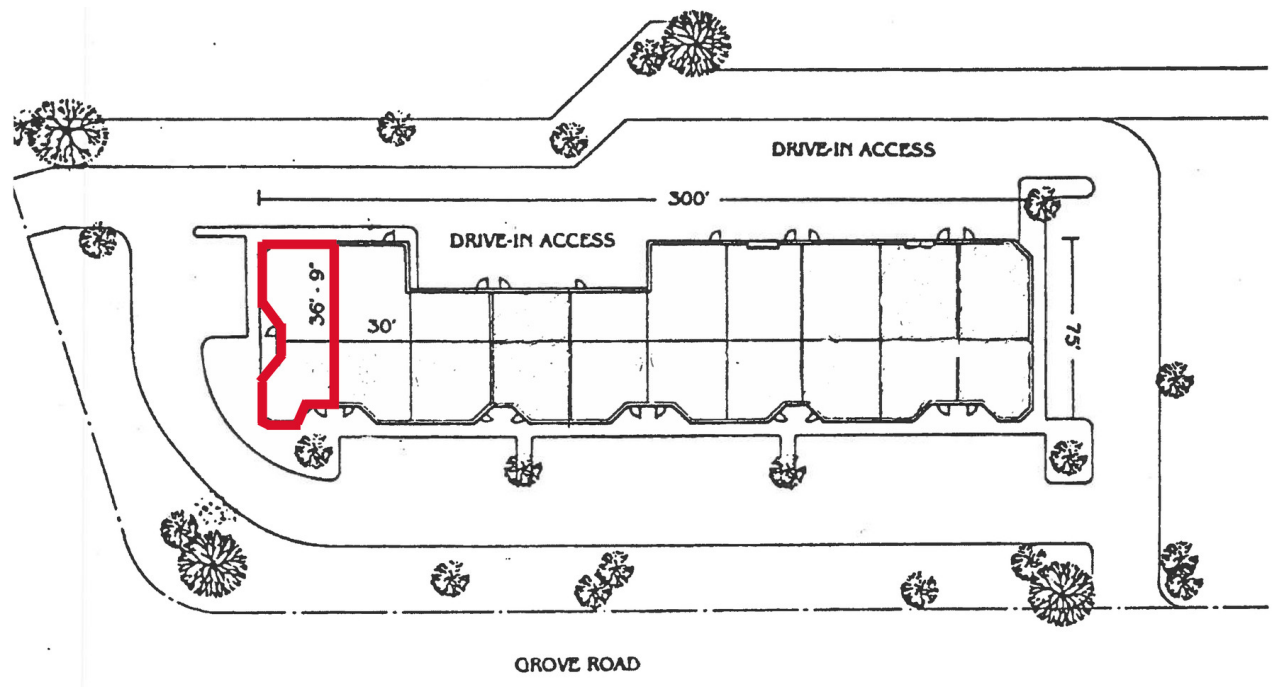 DRIVE-IN ACCESS
300'
DRIVE-IN ACCESS
36' - 9"
30'
75'
GROVE ROAD